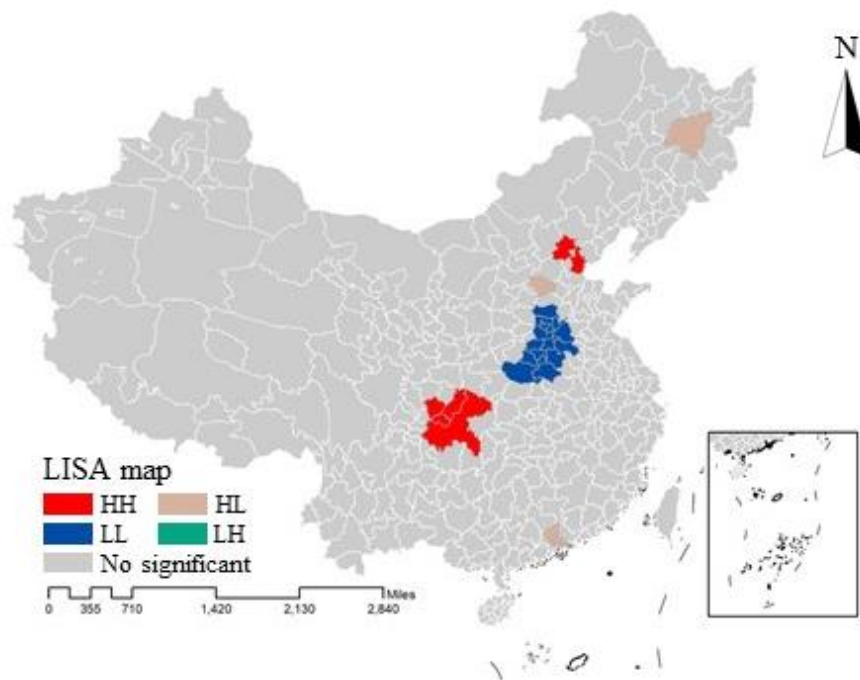 N
LISA map
HH HL
LL LH
No significant
Miles
0 355 710 1,420 2,130 2,840